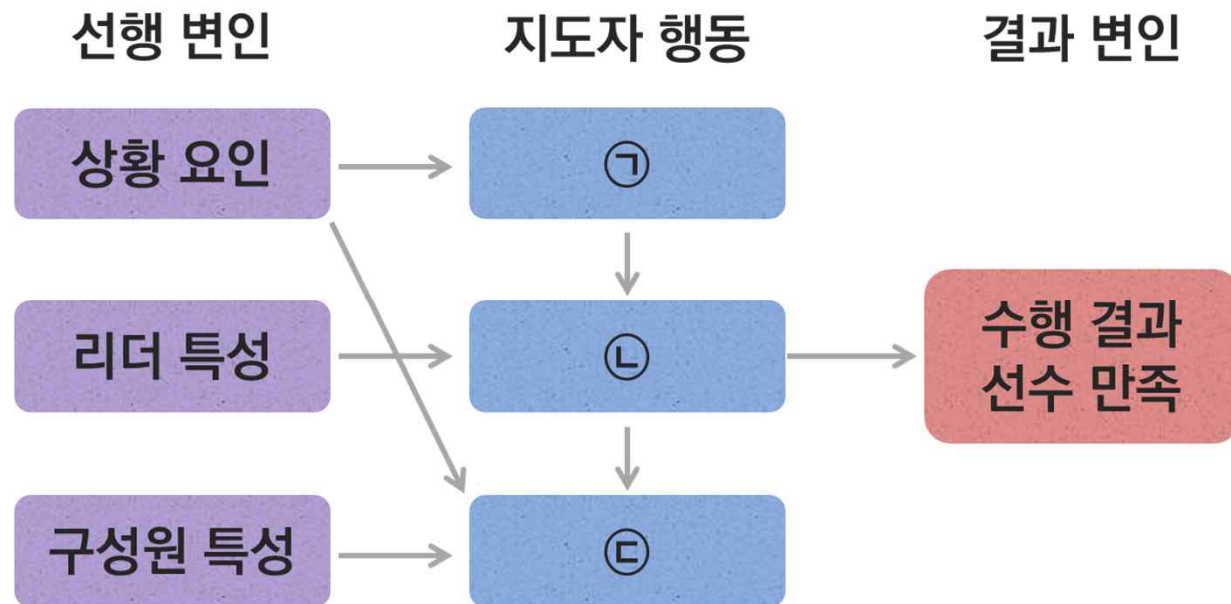 선행 변인
지도자 행동
결과 변인
상황 요인
㉠
리더 특성
㉡
수행 결과
선수 만족
구성원 특성
㉢